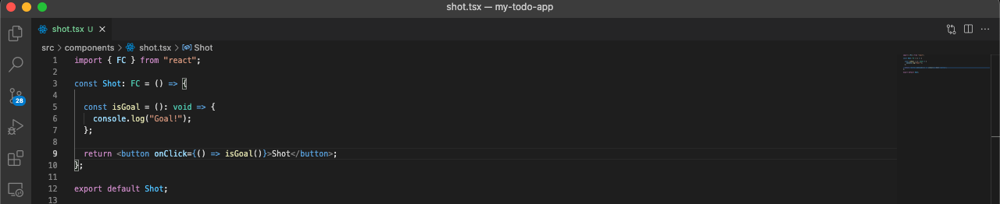 shot.tsx — my-todo-app
shot.tsx U
src > components > shot.tsx > Shot
1 import { FC } from "react";
2
3 const Shot: FC = () => {
4
5 const isGoal = (): void => {
6 console.log("Goal!");
7 };
8
9 return <button onClick={() => isGoal()}>Shot</button>;
10 };
11
12 export default Shot;
13
28